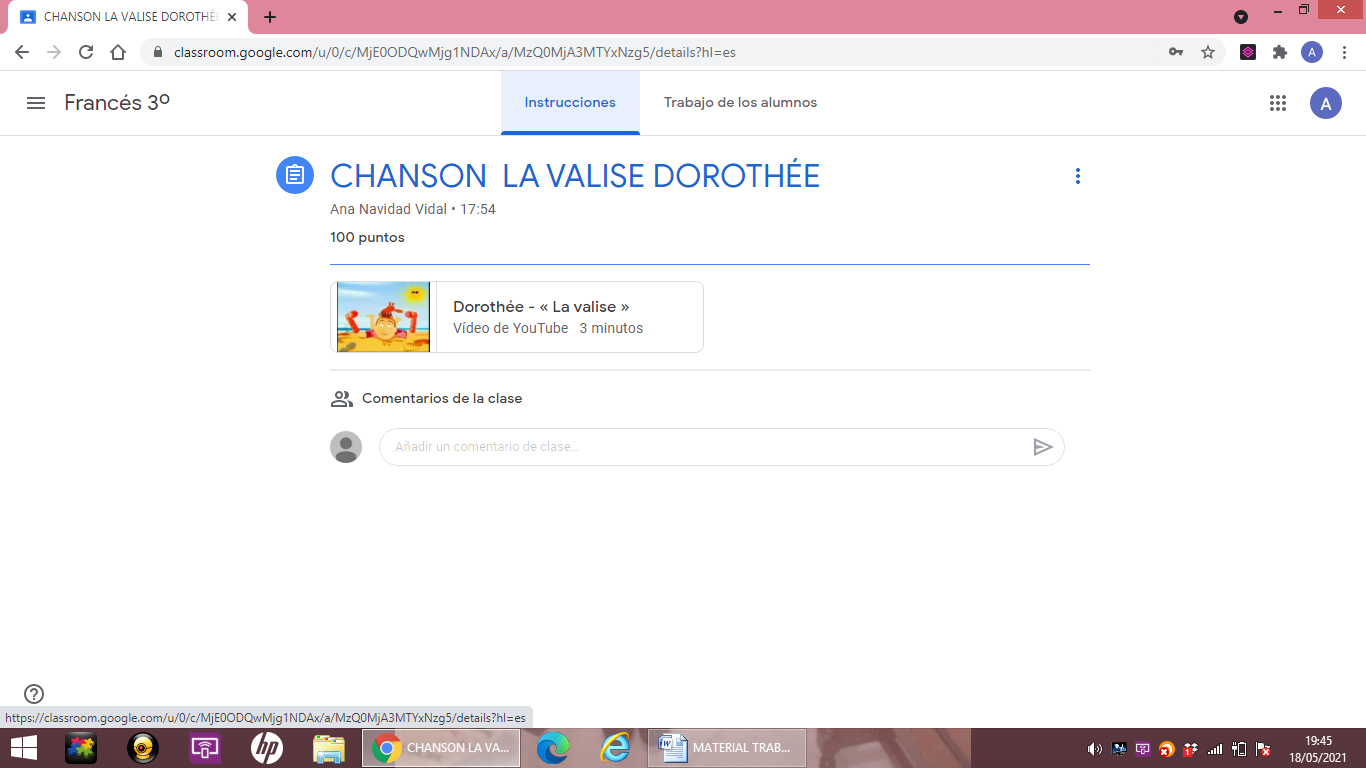 CHANSON LA VALISE DOROTHÉE
classroom.google.com/u/0/c/MjE0ODQwMjg1NDAx/a/MzQ0MjA3MTYxNzg5/details?hl=es
A
Francés 3º
Instrucciones
Trabajo de los alumnos
A
CHANSON LA VALISE DOROTHÉE
Ana Navidad Vidal • 17:54
100 puntos
Dorothée - « La valise »
Vídeo de YouTube 3 minutos
Comentarios de la clase
Añadir un comentario de clase...
https://classroom.google.com/u/0/c/MjE0ODQwMjg1NDAx/a/MzQ0MjA3MTYxNzg5/details?hl=es
hp
CHANSON LA VA...
MATERIAL TRAB...
19:45
18/05/2021